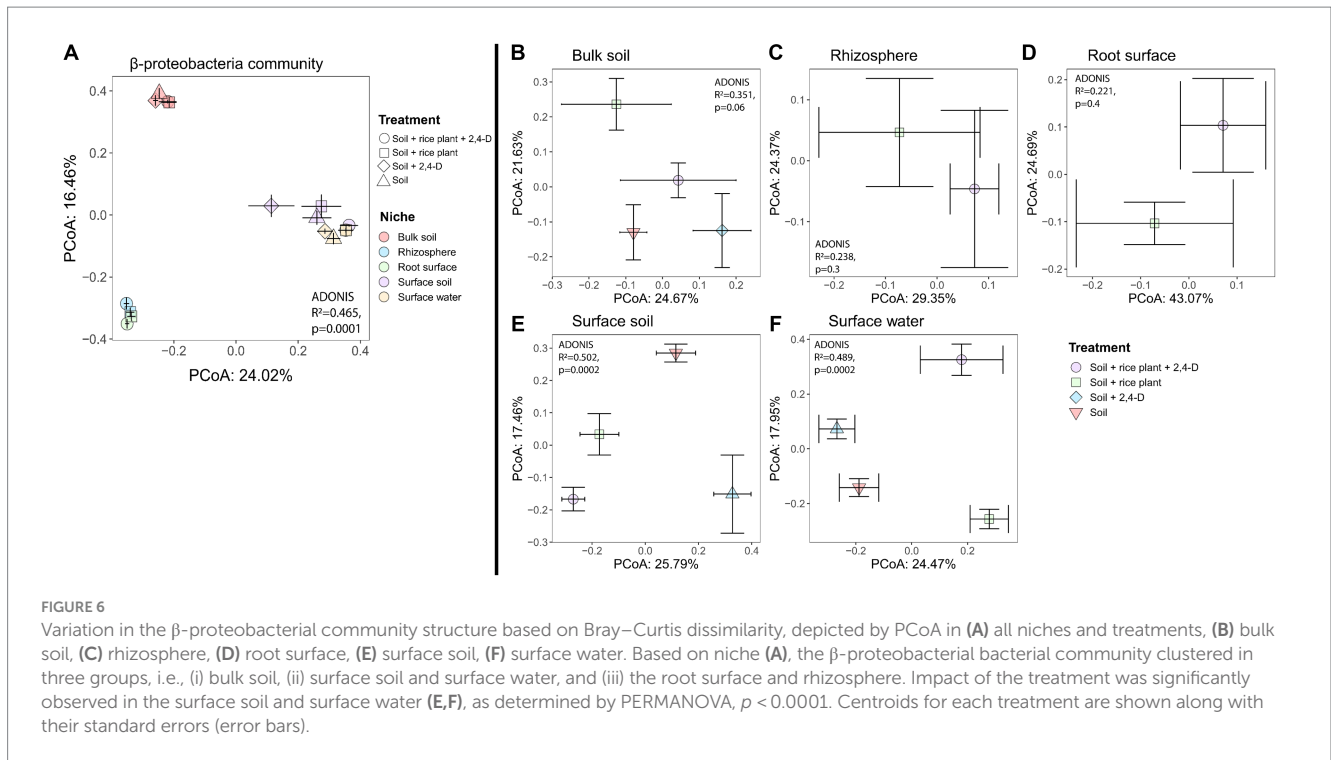 A
β-proteobacteria community
0.4
0.2
0.0
−0.2
−0.4
−0.2 0.0 0.2 0.4
PCoA: 16.46%
PCoA: 24.02%
ADONIS
R²=0.465,
p=0.0001
Treatment
Soil + rice plant + 2,4-D
Soil + rice plant
Soil + 2,4-D
Soil
Niche
Bulk soil
Rhizosphere
Root surface
Surface soil
Surface water
B
Bulk soil
ADONIS
R²=0.351,
p=0.06
0.3
0.2
0.1
0.0
−0.1
−0.2
−0.3 −0.2 −0.1 0.0 0.1 0.2
PCoA: 21.63%
PCoA: 24.67%
C
Rhizosphere
0.1
0.0
−0.1
ADONIS
R²=0.238,
p=0.3
−0.2 −0.1 0.0 0.1
PCoA: 24.37%
PCoA: 29.35%
D
Root surface
ADONIS
R²=0.221,
p=0.4
0.2
0.1
0.0
−0.1
−0.2
−0.2 −0.1 0.0 0.1
PCoA: 24.69%
PCoA: 43.07%
E
Surface soil
ADONIS
R²=0.502,
p=0.0002
0.3
0.2
0.1
0.0
−0.1
−0.2
−0.3
−0.2 0.0 0.2 0.4
PCoA: 17.46%
PCoA: 25.79%
F
Surface water
ADONIS
R²=0.489,
p=0.0002
0.4
0.2
0.0
−0.2
−0.2 0.0 0.2
PCoA: 17.95%
PCoA: 24.47%
Treatment
Soil + rice plant + 2,4-D
Soil + rice plant
Soil + 2,4-D
Soil
FIGURE 6
Variation in the β-proteobacterial community structure based on Bray–Curtis dissimilarity, depicted by PCoA in (A) all niches and treatments, (B) bulk
soil, (C) rhizosphere, (D) root surface, (E) surface soil, (F) surface water. Based on niche (A), the β-proteobacterial bacterial community clustered in
three groups, i.e., (i) bulk soil, (ii) surface soil and surface water, and (iii) the root surface and rhizosphere. Impact of the treatment was significantly
observed in the surface soil and surface water (E,F), as determined by PERMANOVA, p < 0.0001. Centroids for each treatment are shown along with
their standard errors (error bars).